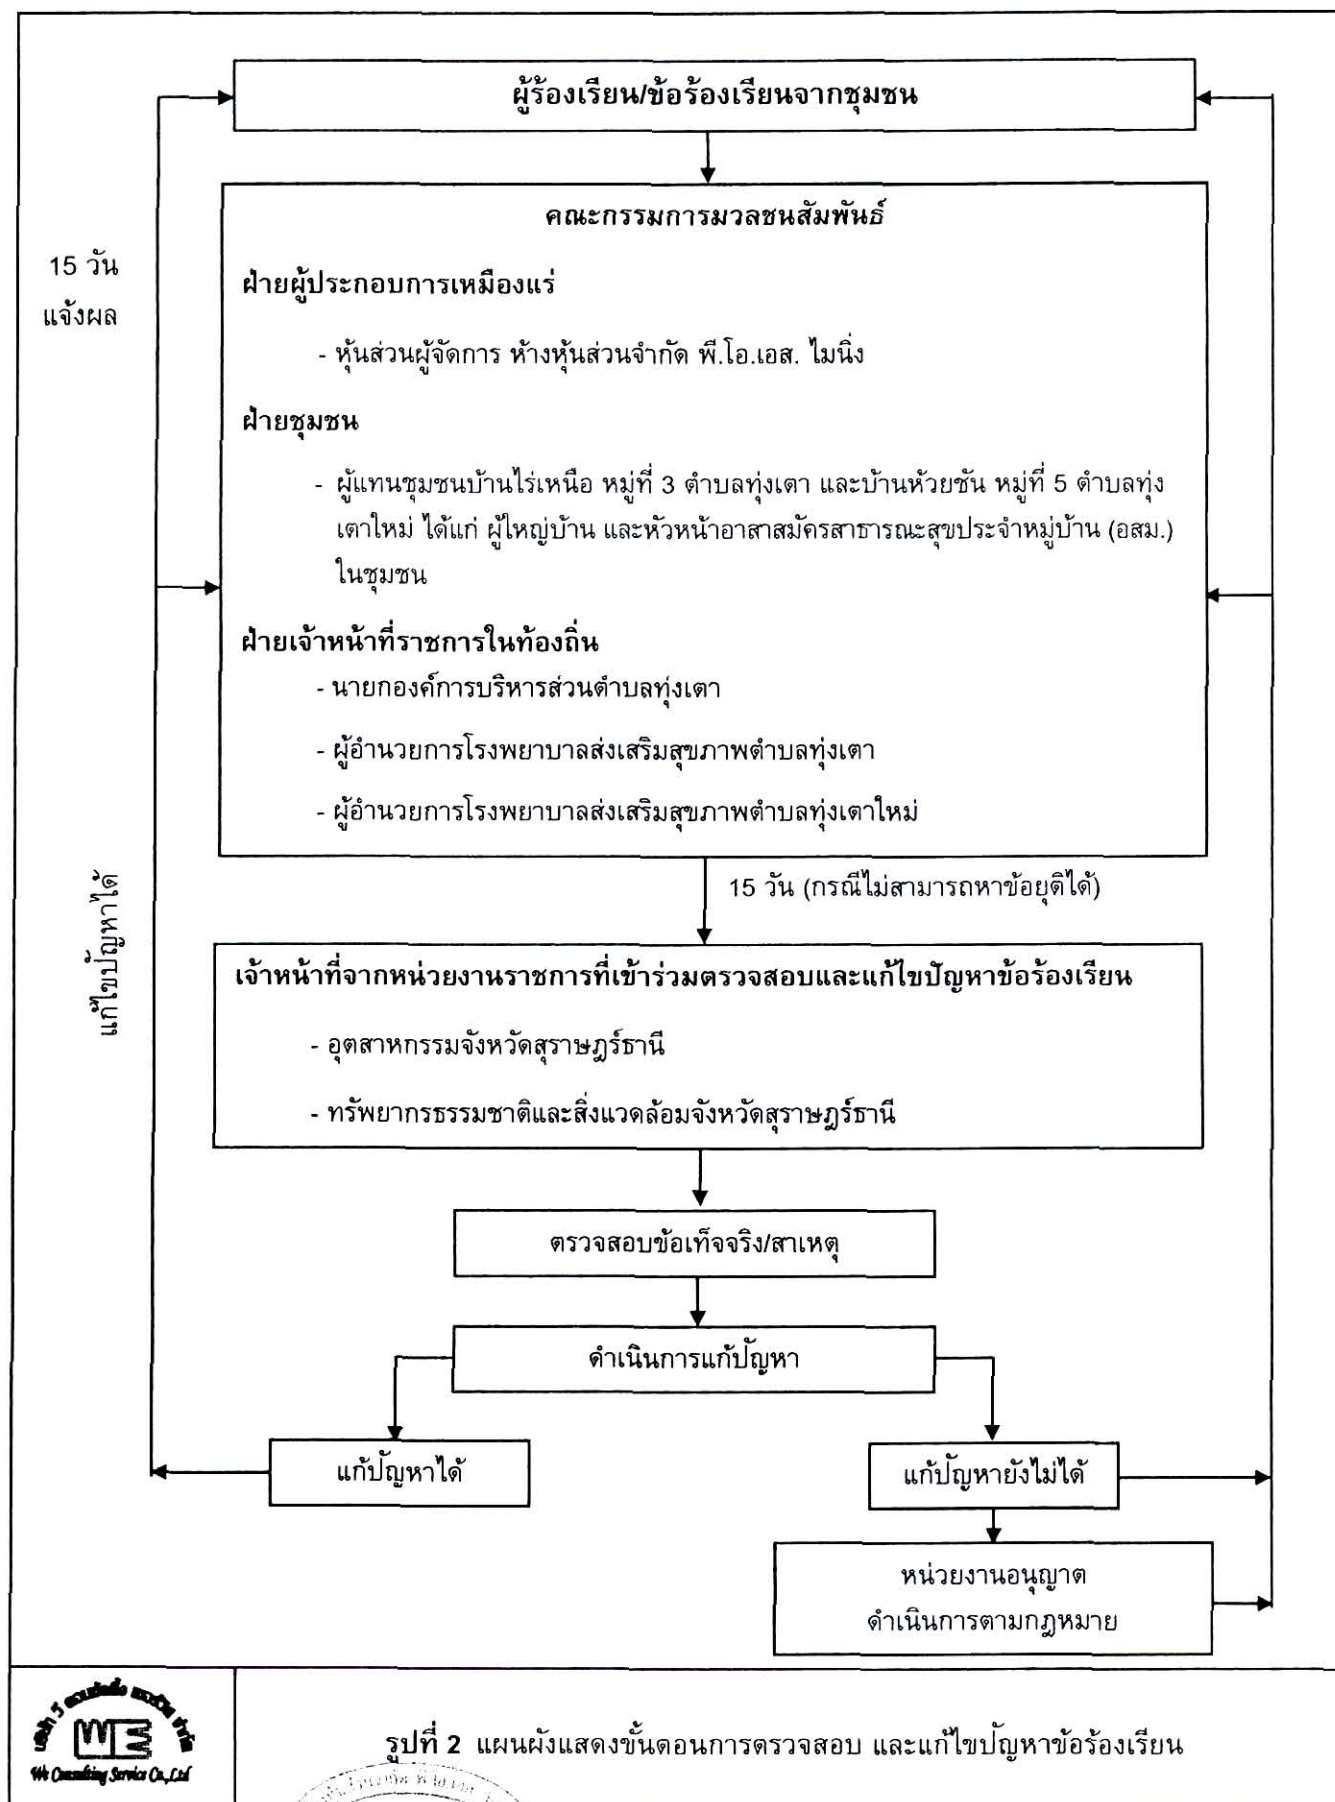 ผู้ร้องเรียน/ข้อร้องเรียนจากชุมชน
คณะกรรมการมวลชนสัมพันธ์
15 วัน
แจ้งผล
ฝ่ายผู้ประกอบการเหมืองแร่
- หุ้นส่วนผู้จัดการ ห้างหุ้นส่วนจำกัด พี.โอ.เอส. ไมนิ่ง
ฝ่ายชุมชน
- ผู้แทนชุมชนบ้านไร่เหนือ หมู่ที่ 3 ตำบลทุ่งเตา และบ้านห้วยชัน หมู่ที่ 5 ตำบลทุ่ง
เตาใหม่ ได้แก่ ผู้ใหญ่บ้าน และหัวหน้าอาสาสมัครสาธารณะสุขประจำหมู่บ้าน (อสม.)
ในชุมชน
ฝ่ายเจ้าหน้าที่ราชการในท้องถิ่น
- นายกองค์การบริหารส่วนตำบลทุ่งเตา
- ผู้อำนวยการโรงพยาบาลส่งเสริมสุขภาพตำบลทุ่งเตา
- ผู้อำนวยการโรงพยาบาลส่งเสริมสุขภาพตำบลทุ่งเตาใหม่
แก้ไขปัญหาได้
15 วัน (กรณีไม่สามารถหาข้อยุติได้)
เจ้าหน้าที่จากหน่วยงานราชการที่เข้าร่วมตรวจสอบและแก้ไขปัญหาข้อร้องเรียน
- อุตสาหกรรมจังหวัดสุราษฎร์ธานี
- ทรัพยากรธรรมชาติและสิ่งแวดล้อมจังหวัดสุราษฎร์ธานี
ตรวจสอบข้อเท็จจริง/สาเหตุ
ดำเนินการแก้ปัญหา
แก้ปัญหาได้
แก้ปัญหายังไม่ได้
หน่วยงานอนุญาต
ดำเนินการตามกฎหมาย
บริษัท วี คอนซัลติ้ง เซอร์วิส จำกัด
WE
We Consulting Service Co.,Ltd
รูปที่ 2 แผนผังแสดงขั้นตอนการตรวจสอบ และแก้ไขปัญหาข้อร้องเรียน